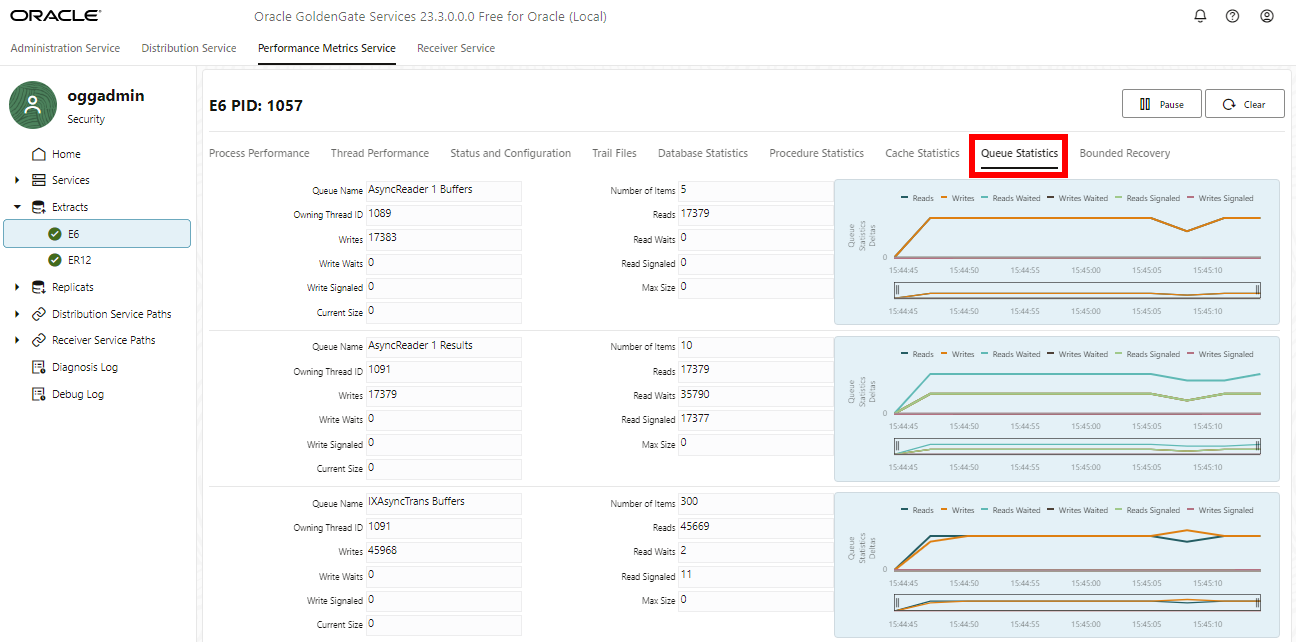 ORACLE
Oracle GoldenGate Services 23.3.0.0.0 Free for Oracle (Local)
Administration Service Distribution Service Performance Metrics Service Receiver Service
oggadmin
Security
Home
Services
Extracts
E6
ER12
Replicats
Distribution Service Paths
Receiver Service Paths
Diagnosis Log
Debug Log
E6 PID: 1057
Pause Clear
Process Performance Thread Performance Status and Configuration Trail Files Database Statistics Procedure Statistics Cache Statistics Queue Statistics Bounded Recovery
Queue Name AsyncReader 1 Buffers Number of Items 5
Owning Thread ID 1089 Reads 17379
Writes 17383 Read Waits 0
Write Waits 0 Read Signaled 0
Write Signaled 0 Max Size 0
Current Size 0
Reads Writes Reads Waited Writes Waited Reads Signaled Writes Signaled
Queue Statistics Deltas
0
15:44:45 15:44:50 15:44:55 15:45:00 15:45:05 15:45:10
15:44:45 15:44:50 15:44:55 15:45:00 15:45:05 15:45:10
Queue Name AsyncReader 1 Results Number of Items 10
Owning Thread ID 1091 Reads 17379
Writes 17379 Read Waits 35790
Write Waits 0 Read Signaled 17377
Write Signaled 0 Max Size 0
Current Size 0
Reads Writes Reads Waited Writes Waited Reads Signaled Writes Signaled
Queue Statistics Deltas
0
15:44:45 15:44:50 15:44:55 15:45:00 15:45:05 15:45:10
15:44:45 15:44:50 15:44:55 15:45:00 15:45:05 15:45:10
Queue Name IXAsyncTrans Buffers Number of Items 300
Owning Thread ID 1091 Reads 45669
Writes 45968 Read Waits 2
Write Waits 0 Read Signaled 11
Write Signaled 0 Max Size 0
Current Size 0
Reads Writes Reads Waited Writes Waited Reads Signaled Writes Signaled
Queue Statistics Deltas
0
15:44:45 15:44:50 15:44:55 15:45:00 15:45:05 15:45:10
15:44:45 15:44:50 15:44:55 15:45:00 15:45:05 15:45:10